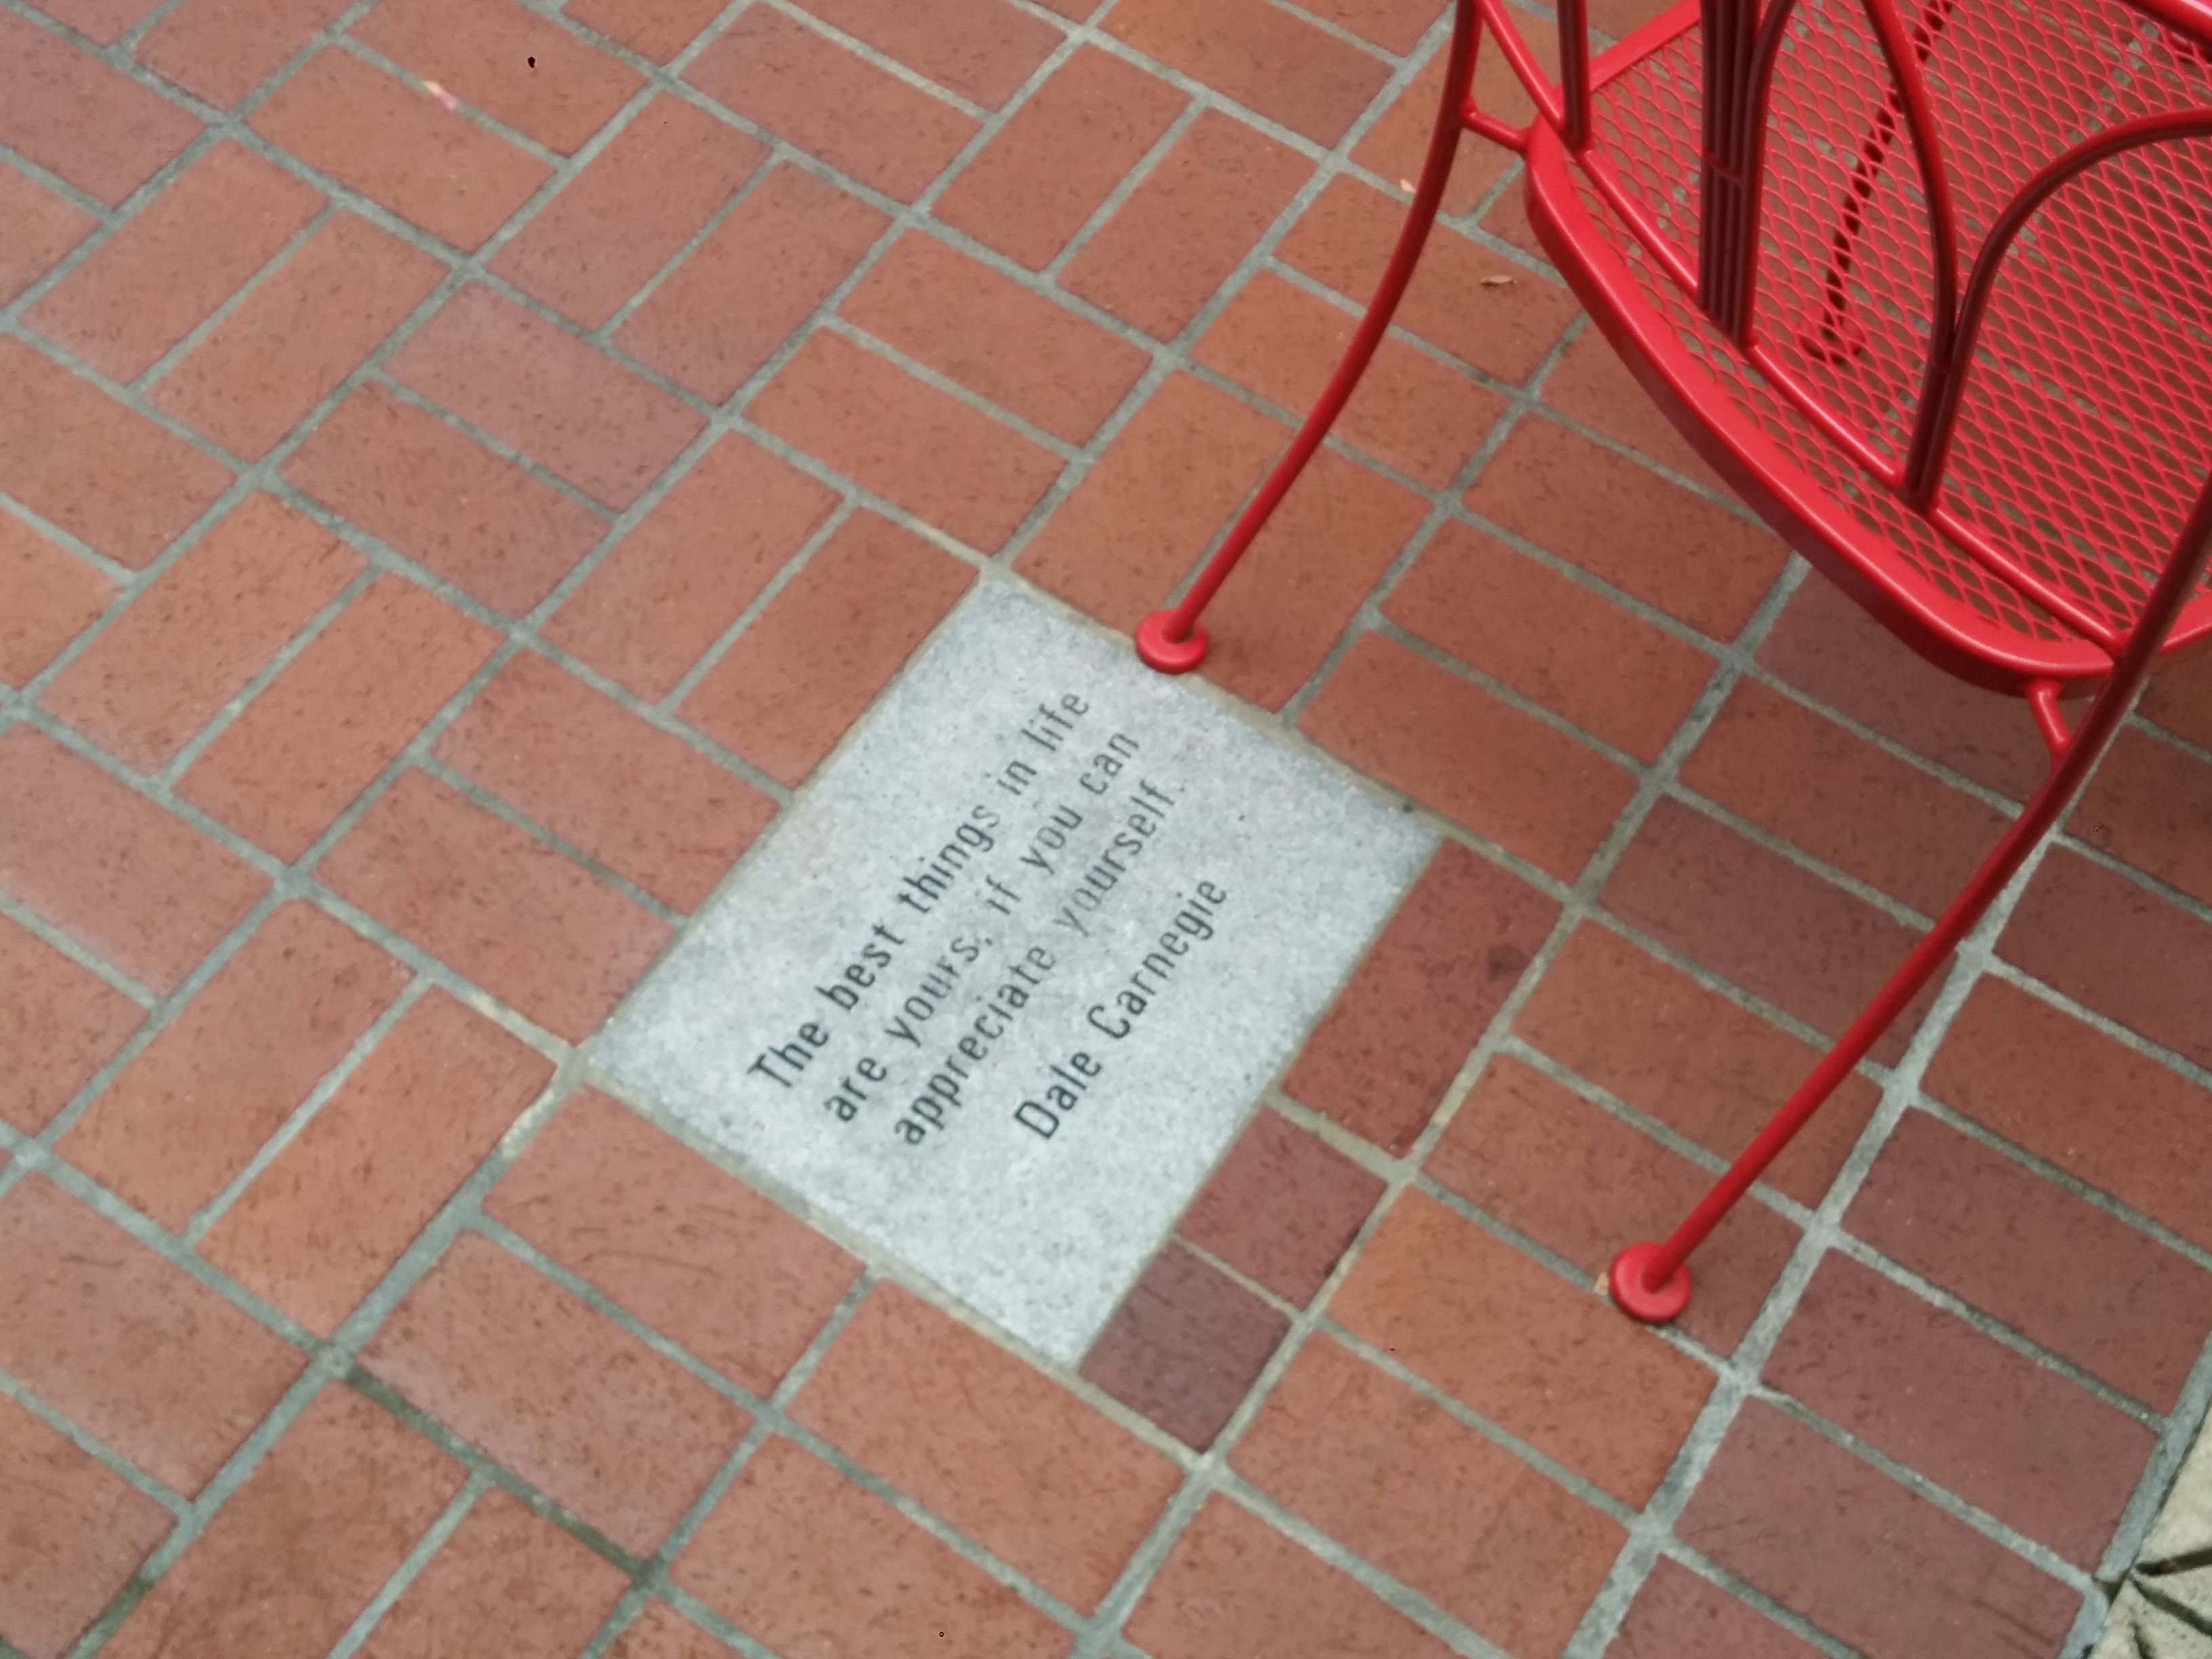 The best things in life
are yours, if you can
appreciate yourself.
Dale Carnegie